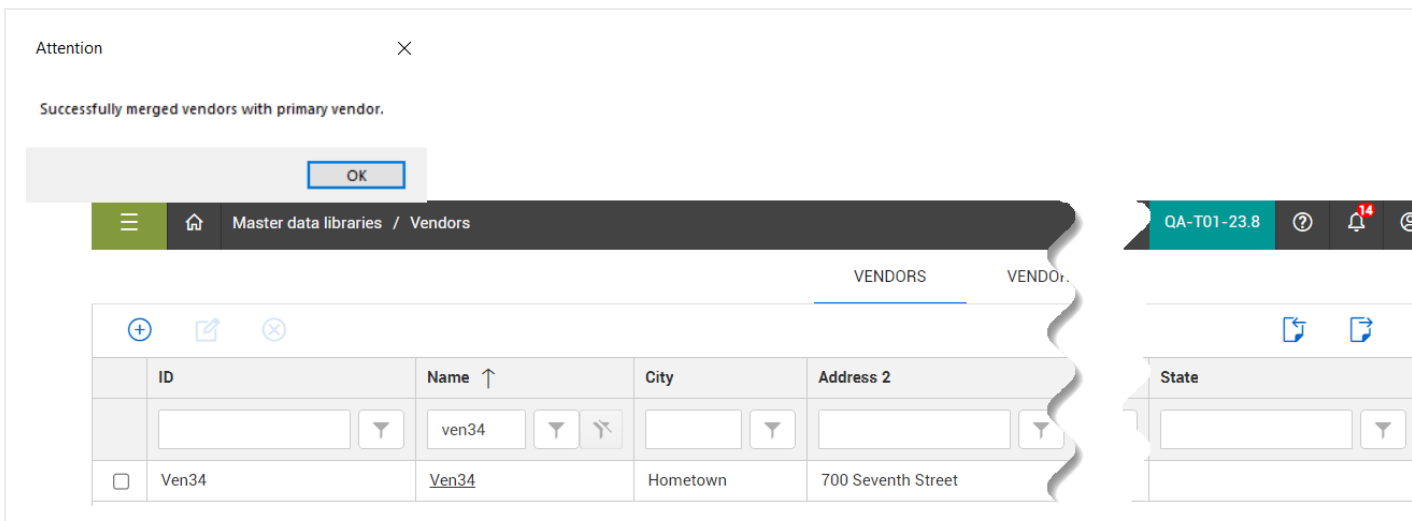 Attention
Successfully merged vendors with primary vendor.
OK
Master data libraries / Vendors
QA-T01-23.8
14
VENDORS
ID
Name
City
Address 2
State
ven34
Ven34
Ven34
Hometown
700 Seventh Street